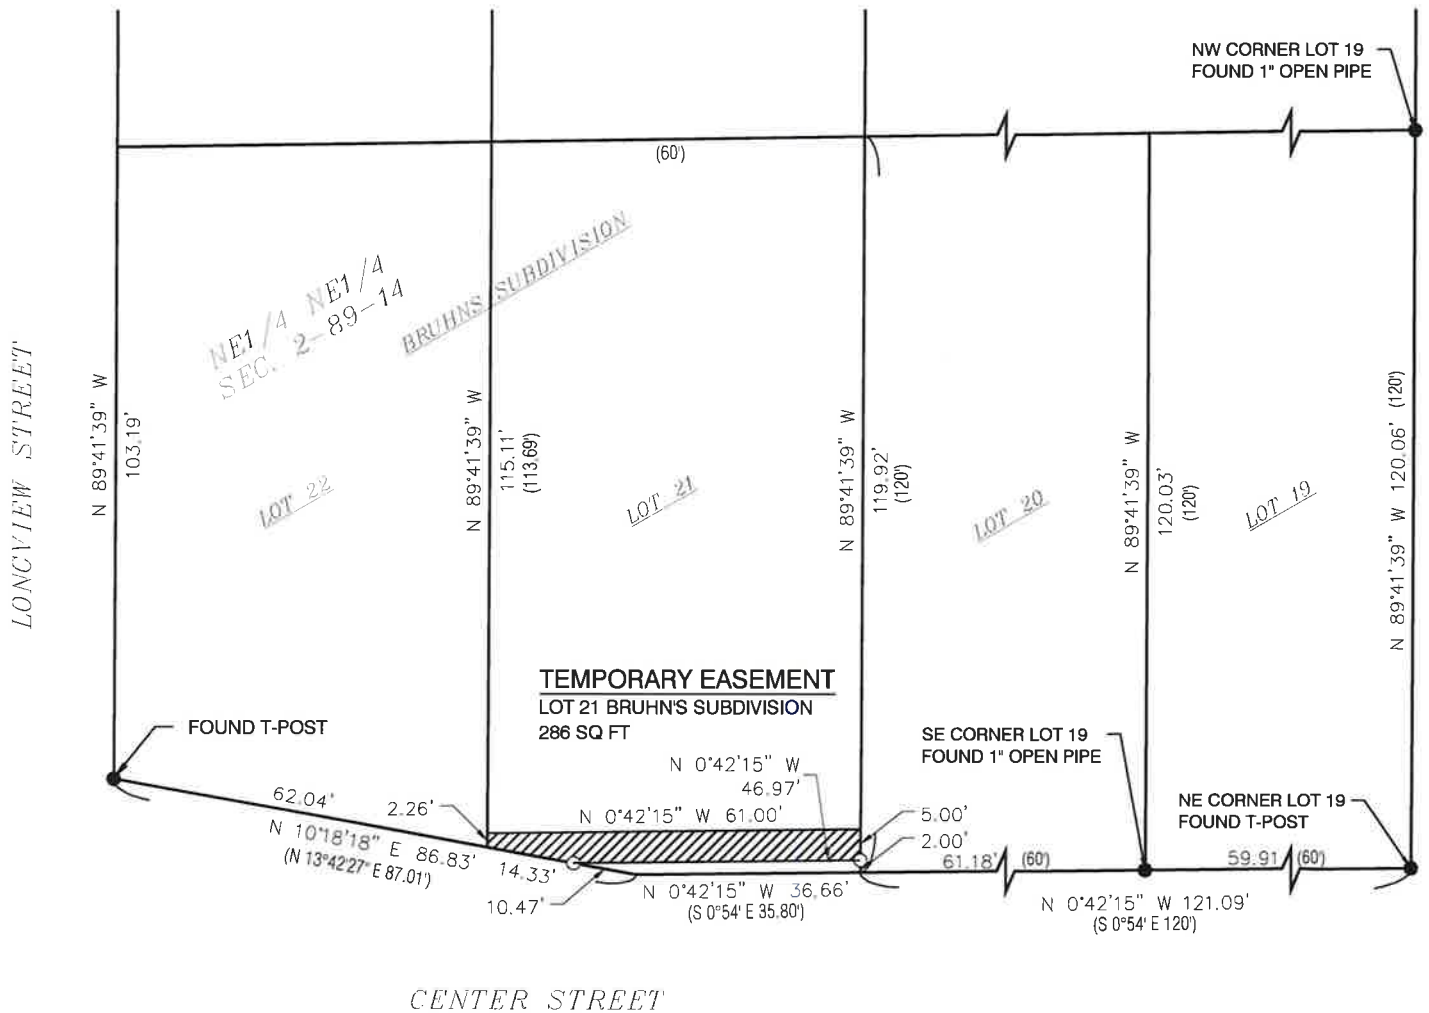 NW CORNER LOT 19
FOUND 1" OPEN PIPE
(60')
BRUHNS SUBDIVISION
NE1/4 NE1/4
SEC. 2-89-14
LONGVIEW STREET
N 89°41'39" W
103.19'
N 89°41'39" W
115.11'
(113.69')
N 89°41'39" W
119.92'
(120')
N 89°41'39" W
120.03'
(120')
N 89°41'39" W 120.06' (120')
LOT 22
LOT 21
LOT 20
LOT 19
TEMPORARY EASEMENT
LOT 21 BRUHN'S SUBDIVISION
286 SQ FT
FOUND T-POST
SE CORNER LOT 19
FOUND 1" OPEN PIPE
N 0°42'15" W
46.97'
N 0°42'15" W 61.00'
NE CORNER LOT 19
FOUND T-POST
62.04'
2.26'
5.00'
2.00'
N 10°18'18" E 86.83'
(N 13°42'27" E 87.01')
14.33'
10.47'
61.18' (60')
59.91 (60')
N 0°42'15" W 36.66'
(S 0°54' E 35.80')
N 0°42'15" W 121.09'
(S 0°54' E 120')
CENTER STREET